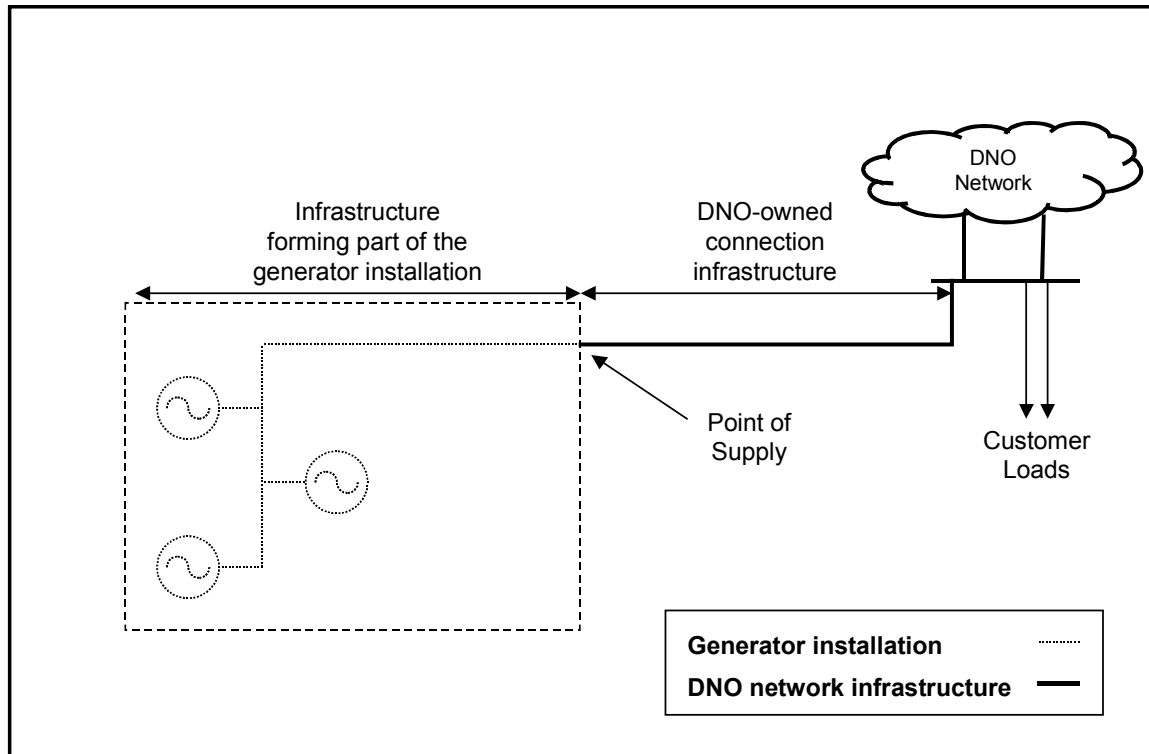 DNO
Network
Infrastructure
forming part of the
generator installation
DNO-owned
connection
infrastructure
Point of
Supply
Customer
Loads
Generator installation
DNO network infrastructure